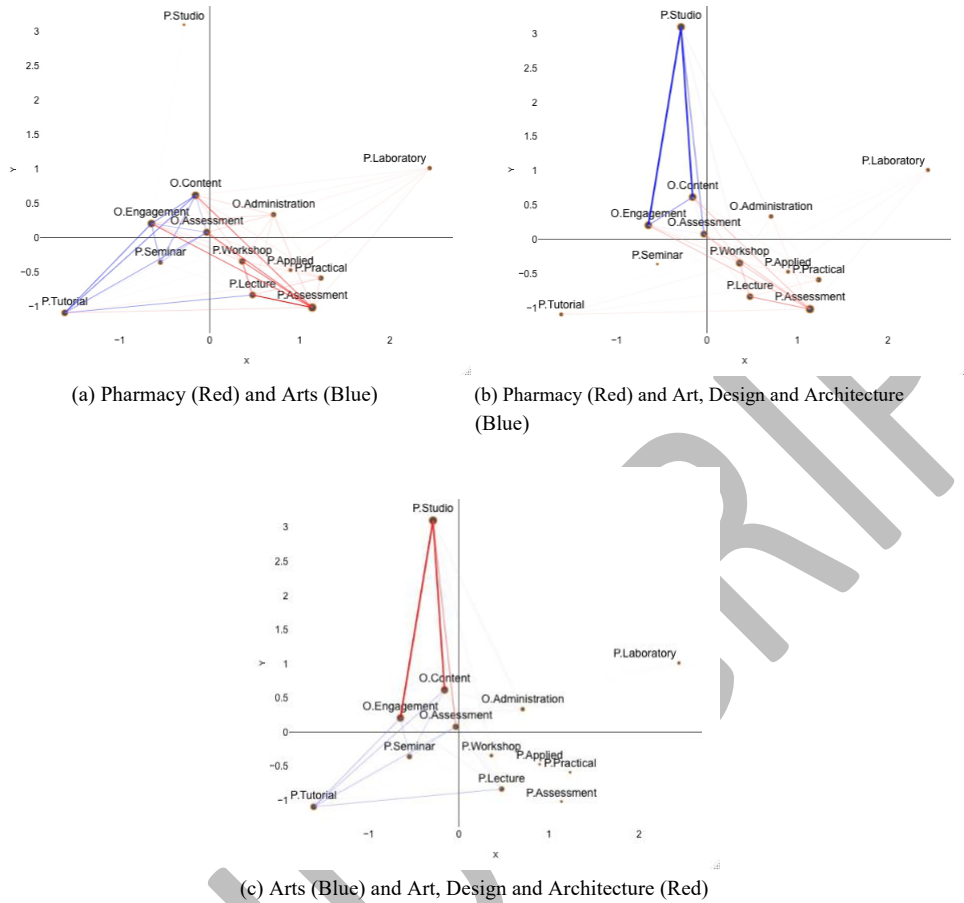 P.Studio
3
2.5
2
1.5
1
0.5
0
−0.5
−1
Y
P.Laboratory
O.Content
O.Administration
O.Engagement
O.Assessment
P.Workshop
P.Seminar
P.Applied
P.Practical
P.Lecture
P.Assessment
P.Tutorial
−1 0 1 2
X
(a) Pharmacy (Red) and Arts (Blue)
P.Studio
3
2.5
2
1.5
1
0.5
0
−0.5
−1
Y
P.Laboratory
O.Content
O.Administration
O.Engagement
O.Assessment
P.Workshop
P.Seminar
P.Applied
P.Practical
P.Lecture
P.Assessment
P.Tutorial
−1 0 1 2
X
(b) Pharmacy (Red) and Art, Design and Architecture
(Blue)
P.Studio
3
2.5
2
1.5
1
0.5
0
−0.5
−1
Y
P.Laboratory
O.Content
O.Administration
O.Engagement
O.Assessment
P.Seminar
P.Workshop
P.Applied
P.Practical
P.Lecture
P.Assessment
P.Tutorial
−1 0 1 2
X
(c) Arts (Blue) and Art, Design and Architecture (Red)